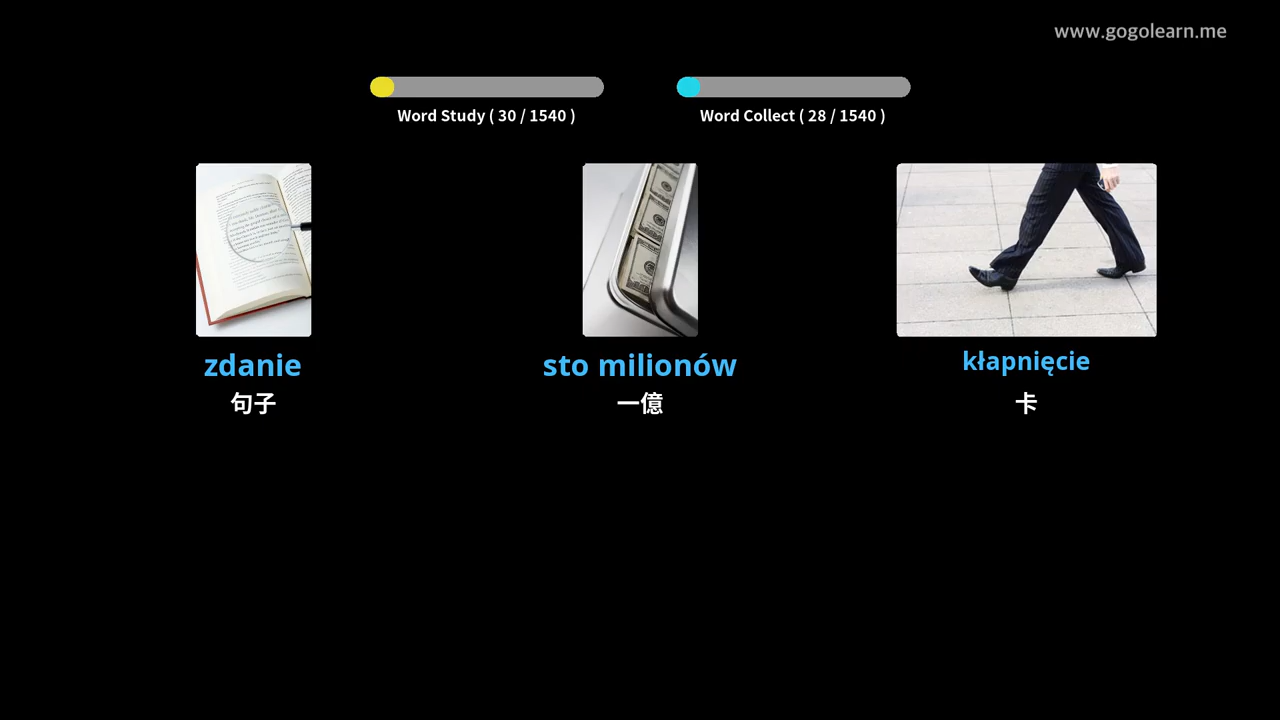 www.gogolearn.me
Word Study ( 30 / 1540 )
Word Collect ( 28 / 1540 )
zdanie
句子
sto milionów
一億
kłapnięcie
卡